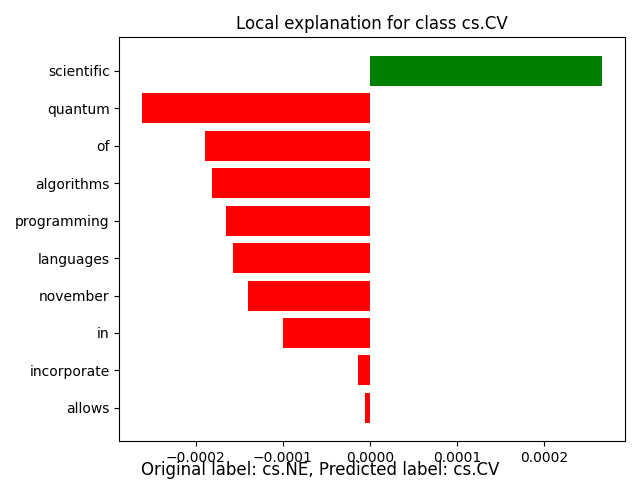 Local explanation for class cs.CV
scientific
quantum
of
algorithms
programming
languages
november
in
incorporate
allows
−0.0002 −0.0001 0.0000 0.0001 0.0002
Original label: cs.NE, Predicted label: cs.CV